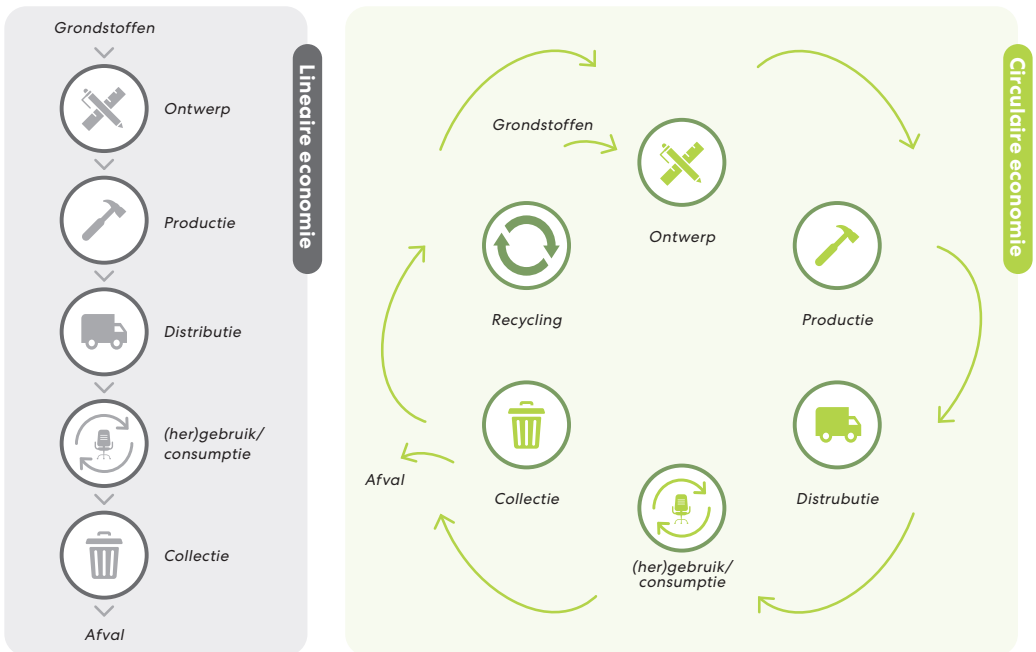 Grondstoffen
Ontwerp
Productie
Distributie
(her)gebruik/
consumptie
Collectie
Afval
Lineaire economie
Grondstoffen
Ontwerp
Productie
Distrubutie
(her)gebruik/
consumptie
Collectie
Afval
Recycling
Circulaire economie